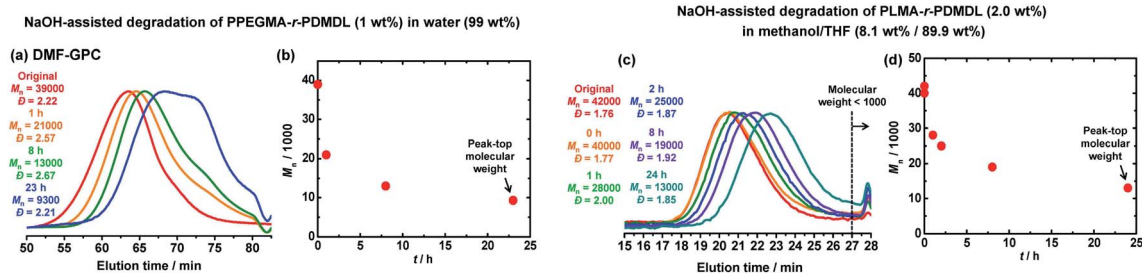 NaOH-assisted degradation of PPEGMA-r-PDMDL (1 wt%) in water (99 wt%)
(a) DMF-GPC
Original
Mn = 39000
Đ = 2.22
1 h
Mn = 21000
Đ = 2.57
8 h
Mn = 13000
Đ = 2.67
23 h
Mn = 9300
Đ = 2.21
50 55 60 65 70 75 80
Elution time / min
(b)
Mn / 1000
50
40
30
20
10
0
Peak-top
molecular
weight
0 5 10 15 20 25
t / h
NaOH-assisted degradation of PLMA-r-PDMDL (2.0 wt%)
in methanol/THF (8.1 wt% / 89.9 wt%)
(c)
Original
Mn = 42000
Đ = 1.76
0 h
Mn = 40000
Đ = 1.77
1 h
Mn = 28000
Đ = 2.00
2 h
Mn = 25000
Đ = 1.87
8 h
Mn = 19000
Đ = 1.92
24 h
Mn = 13000
Đ = 1.85
Molecular
weight < 1000
15 16 17 18 19 20 21 22 23 24 25 26 27 28
Elution time / min
(d)
Mn / 1000
50
40
30
20
10
0
Peak-top
molecular
weight
0 5 10 15 20 25
t / h